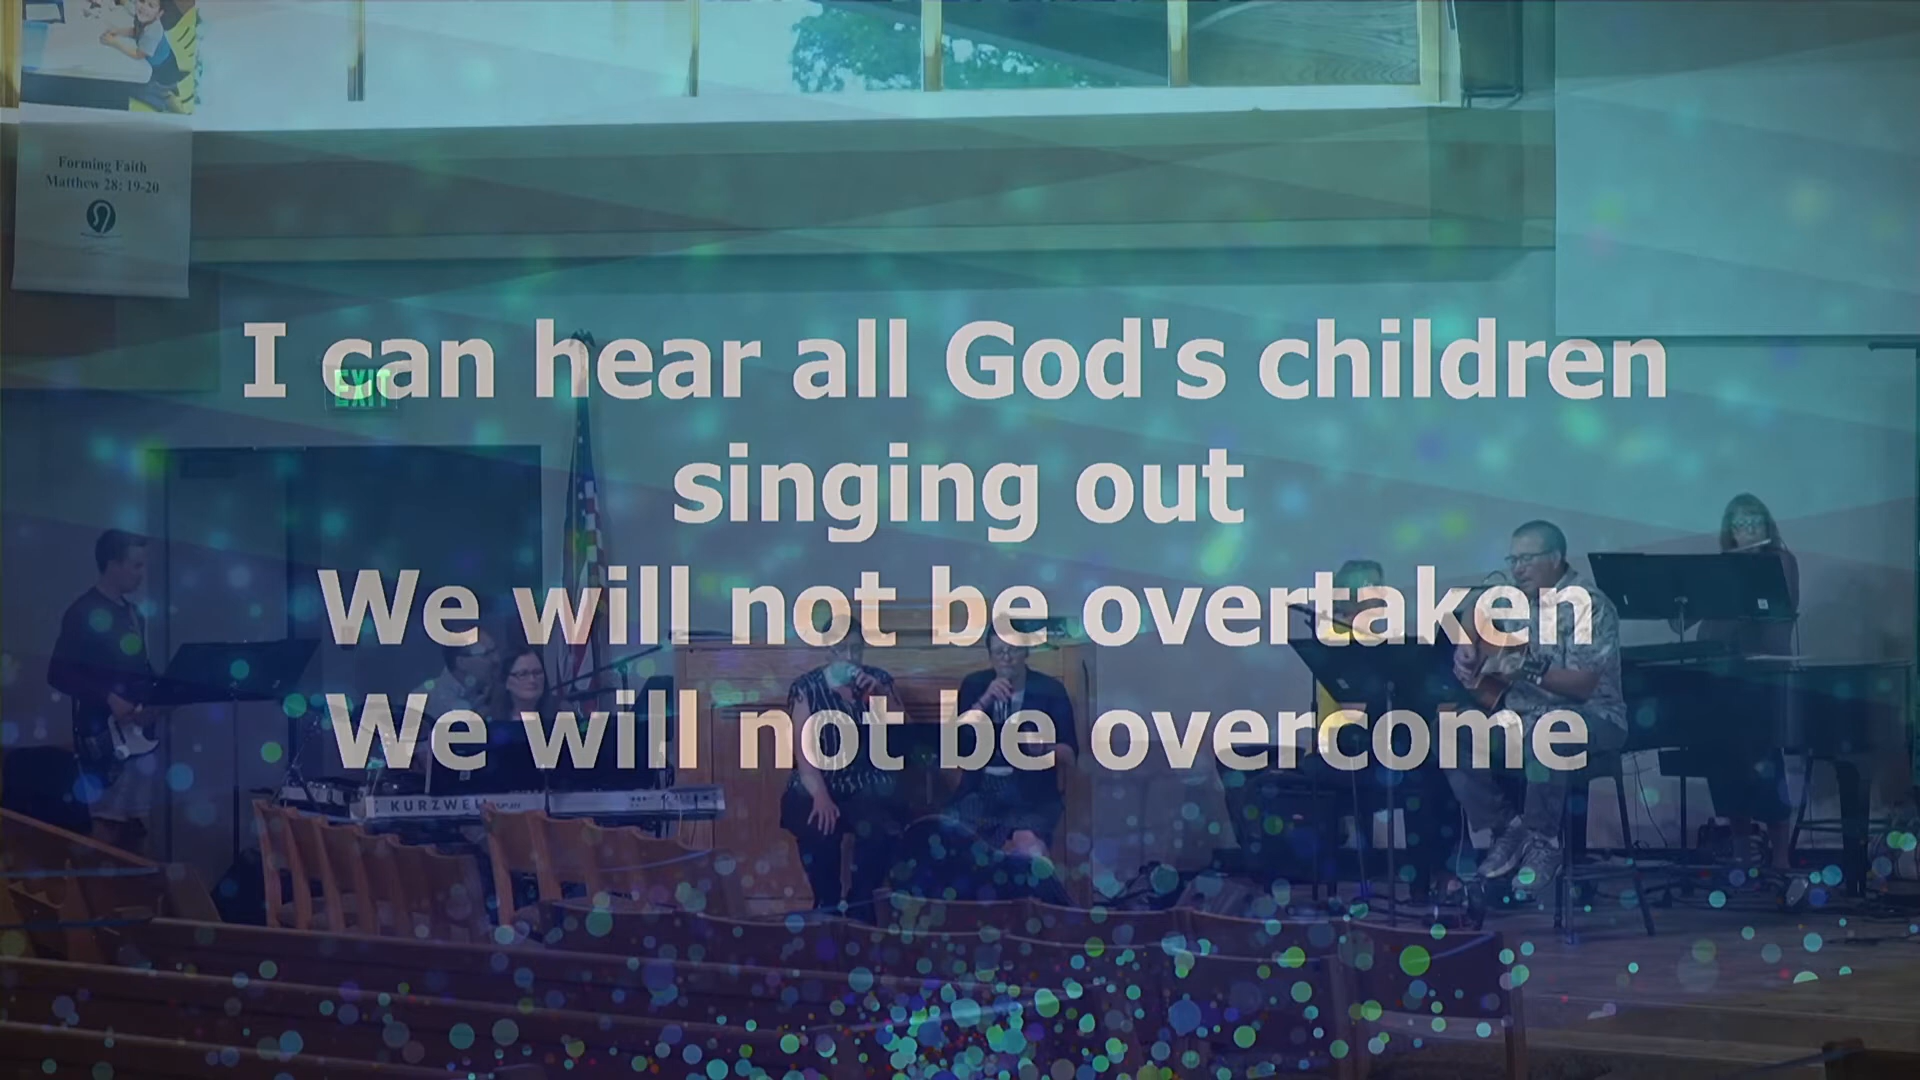 Forming Faith
Matthew 28: 19-20
I can hear all God's children
EXIT
singing out
We will not be overtaken
We will not be overcome
KURZWEIL